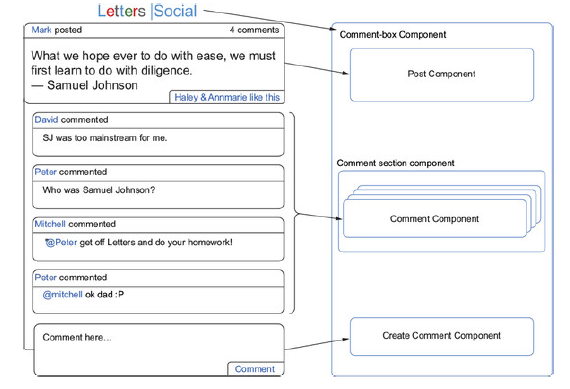 Letters |Social
Mark posted
4 comments
What we hope ever to do with ease, we must
first learn to do with diligence.
— Samuel Johnson
Haley & Annmarie like this
David commented
SJ was too mainstream for me.
Peter commented
Who was Samuel Johnson?
Mitchell commented
@Peter get off Letters and do your homework!
Peter commented
@mitchell ok dad :P
Comment here...
Comment
Comment-box Component
Post Component
Comment section component
Comment Component
Create Comment Component